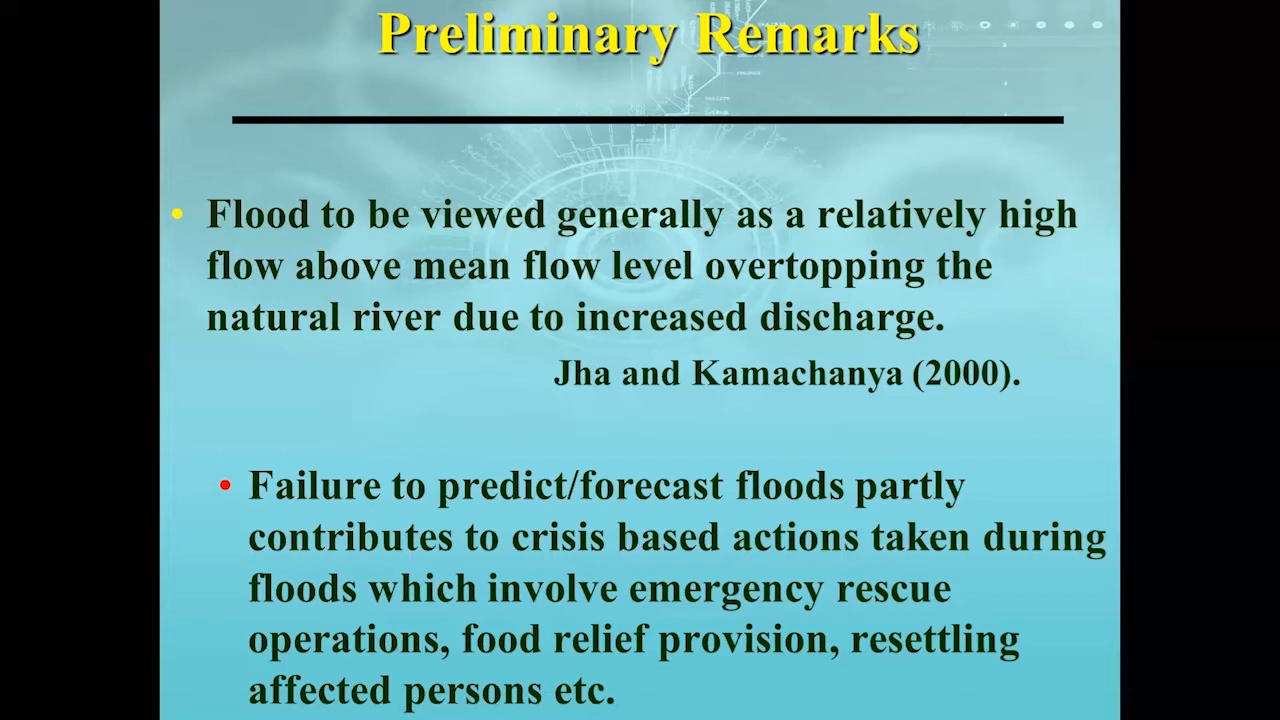 Preliminary Remarks
• Flood to be viewed generally as a relatively high
flow above mean flow level overtopping the
natural river due to increased discharge.
Jha and Kamachanya (2000).
• Failure to predict/forecast floods partly
contributes to crisis based actions taken during
floods which involve emergency rescue
operations, food relief provision, resettling
affected persons etc.